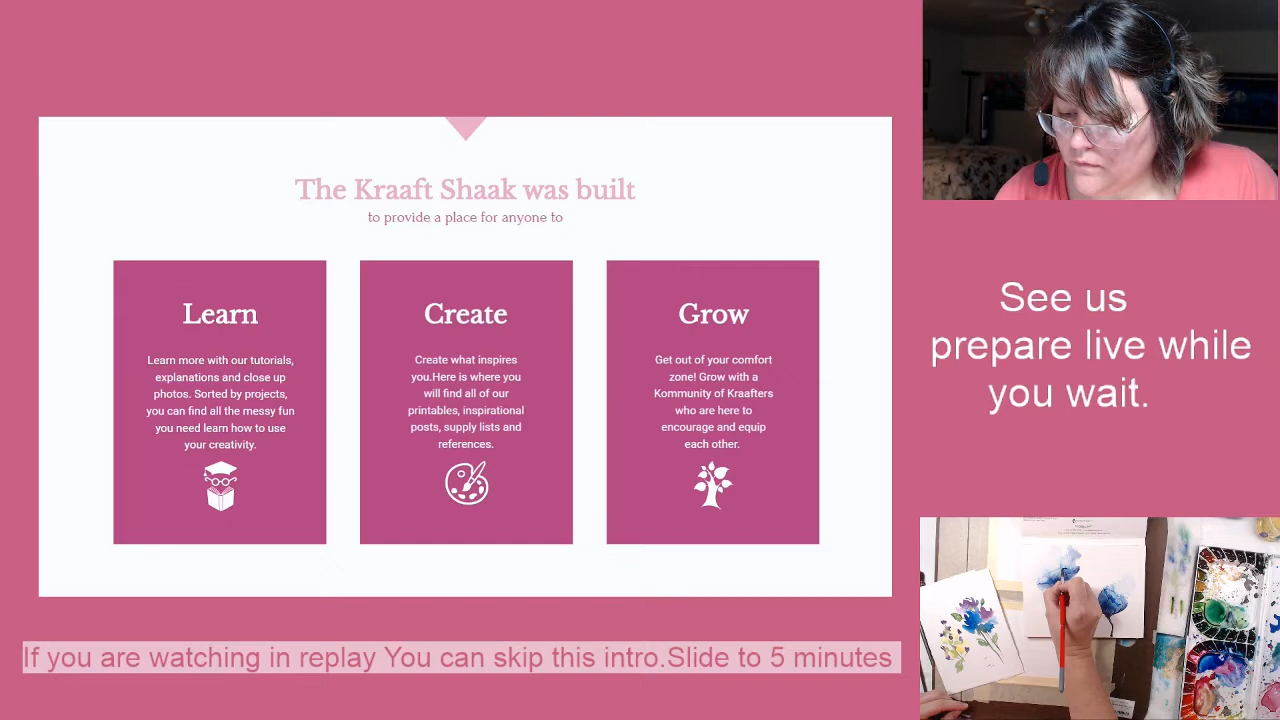 The Kraaft Shaak was built
to provide a place for anyone to
Learn
Learn more with our tutorials,
explanations and close up
photos. Sorted by projects,
you can find all the messy fun
you need learn how to use
your creativity.
Create
Create what inspires
you.Here is where you
will find all of our
printables, inspirational
posts, supply lists and
references.
Grow
Get out of your comfort
zone! Grow with a
Kommunity of Kraafters
who are here to
encourage and equip
each other.
See us
prepare live while
you wait.
If you are watching in replay You can skip this intro.Slide to 5 minutes